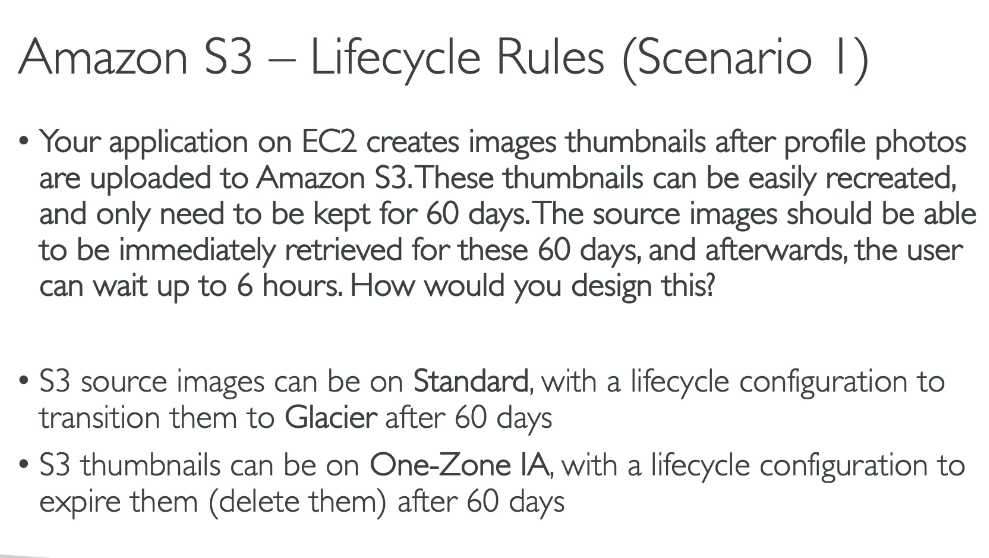 Amazon S3 – Lifecycle Rules (Scenario 1)
• Your application on EC2 creates images thumbnails after profile photos
are uploaded to Amazon S3. These thumbnails can be easily recreated,
and only need to be kept for 60 days. The source images should be able
to be immediately retrieved for these 60 days, and afterwards, the user
can wait up to 6 hours. How would you design this?
• S3 source images can be on Standard, with a lifecycle configuration to
transition them to Glacier after 60 days
• S3 thumbnails can be on One-Zone IA, with a lifecycle configuration to
expire them (delete them) after 60 days